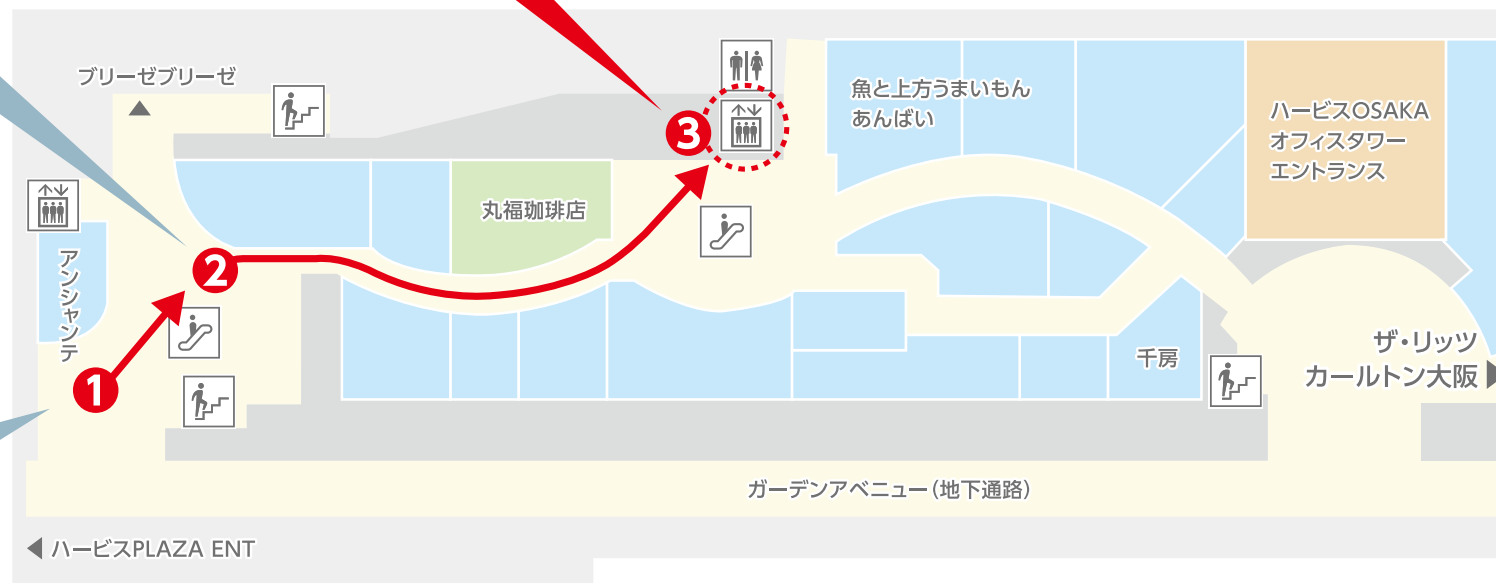 ブリーゼブリーゼ
魚と上方うまいもん
あんばい
ハービスOSAKA
オフィスタワー
エントランス
3
丸福珈琲店
アンシャンテ
2
1
千房
ザ・リッツ
カールトン大阪
ガーデンアベニュー(地下通路)
ハービスPLAZA ENT